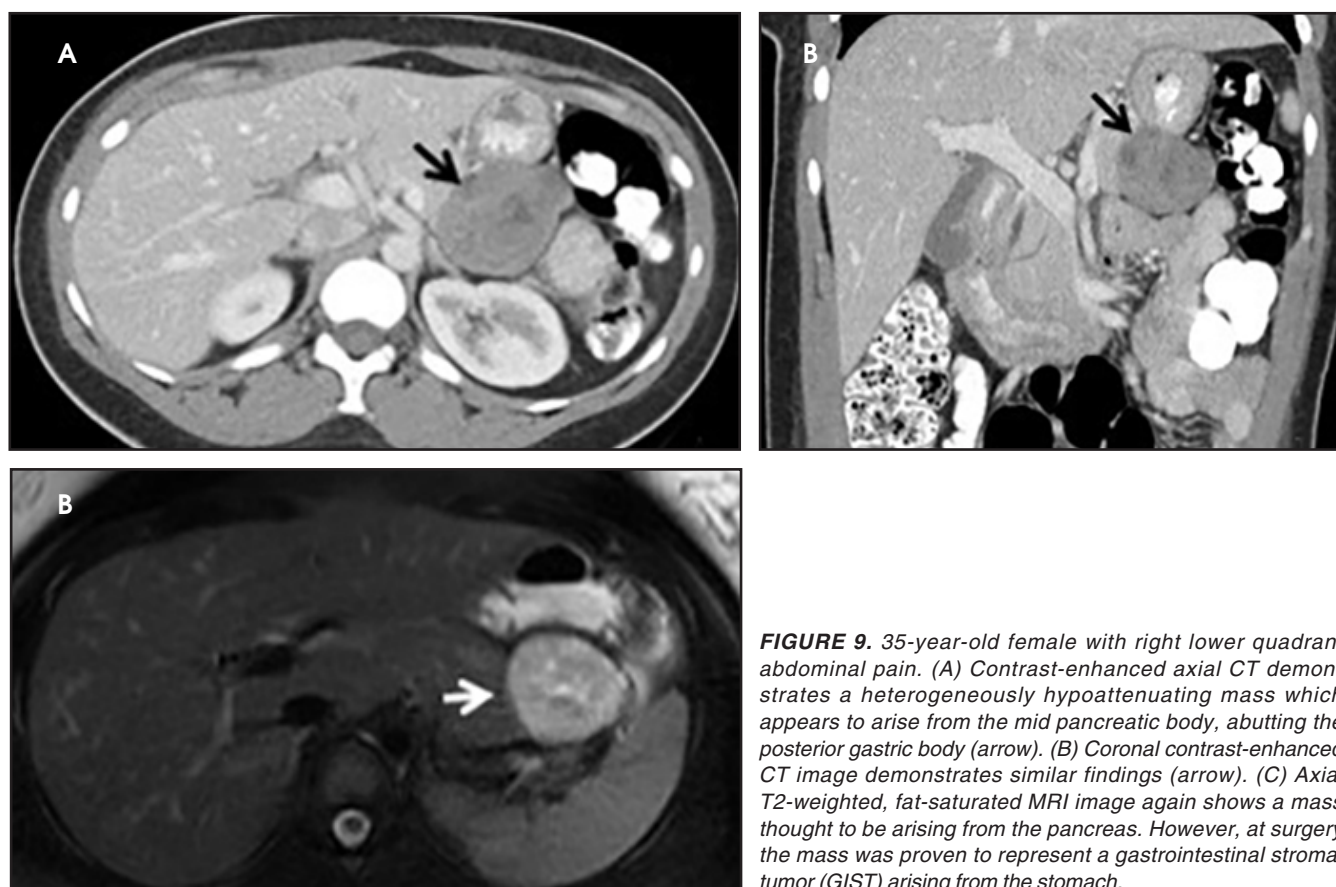 A
B
B
FIGURE 9. 35-year-old female with right lower quadran
abdominal pain. (A) Contrast-enhanced axial CT demon-
strates a heterogeneously hypoattenuating mass which
appears to arise from the mid pancreatic body, abutting the
posterior gastric body (arrow). (B) Coronal contrast-enhanced
CT image demonstrates similar findings (arrow). (C) Axia
T2-weighted, fat-saturated MRI image again shows a mass
thought to be arising from the pancreas. However, at surgery
the mass was proven to represent a gastrointestinal stroma
tumor (GIST) arising from the stomach.